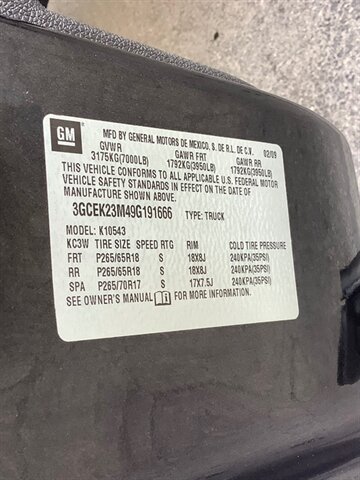 GM
MFD BY GENERAL MOTORS DE MEXICO, S. DE R.L. DE C.V. 02/09
GVWR GAWR FRT GAWR RR
3175KG(7000LB) 1792KG(3950LB) 1792KG(3950LB)
THIS VEHICLE CONFORMS TO ALL APPLICABLE U.S. FEDERAL MOTOR
VEHICLE SAFETY STANDARDS IN EFFECT ON THE DATE OF
MANUFACTURE SHOWN ABOVE.
3GCEK23M49G191666 TYPE: TRUCK
MODEL: K10543
KC3W TIRE SIZE SPEED RTG RIM COLD TIRE PRESSURE
FRT P265/65R18 S 18X8J 240KPA(35PSI)
RR P265/65R18 S 18X8J 240KPA(35PSI)
SPA P265/70R17 S 17X7.5J 240KPA(35PSI)
SEE OWNER'S MANUAL FOR MORE INFORMATION.